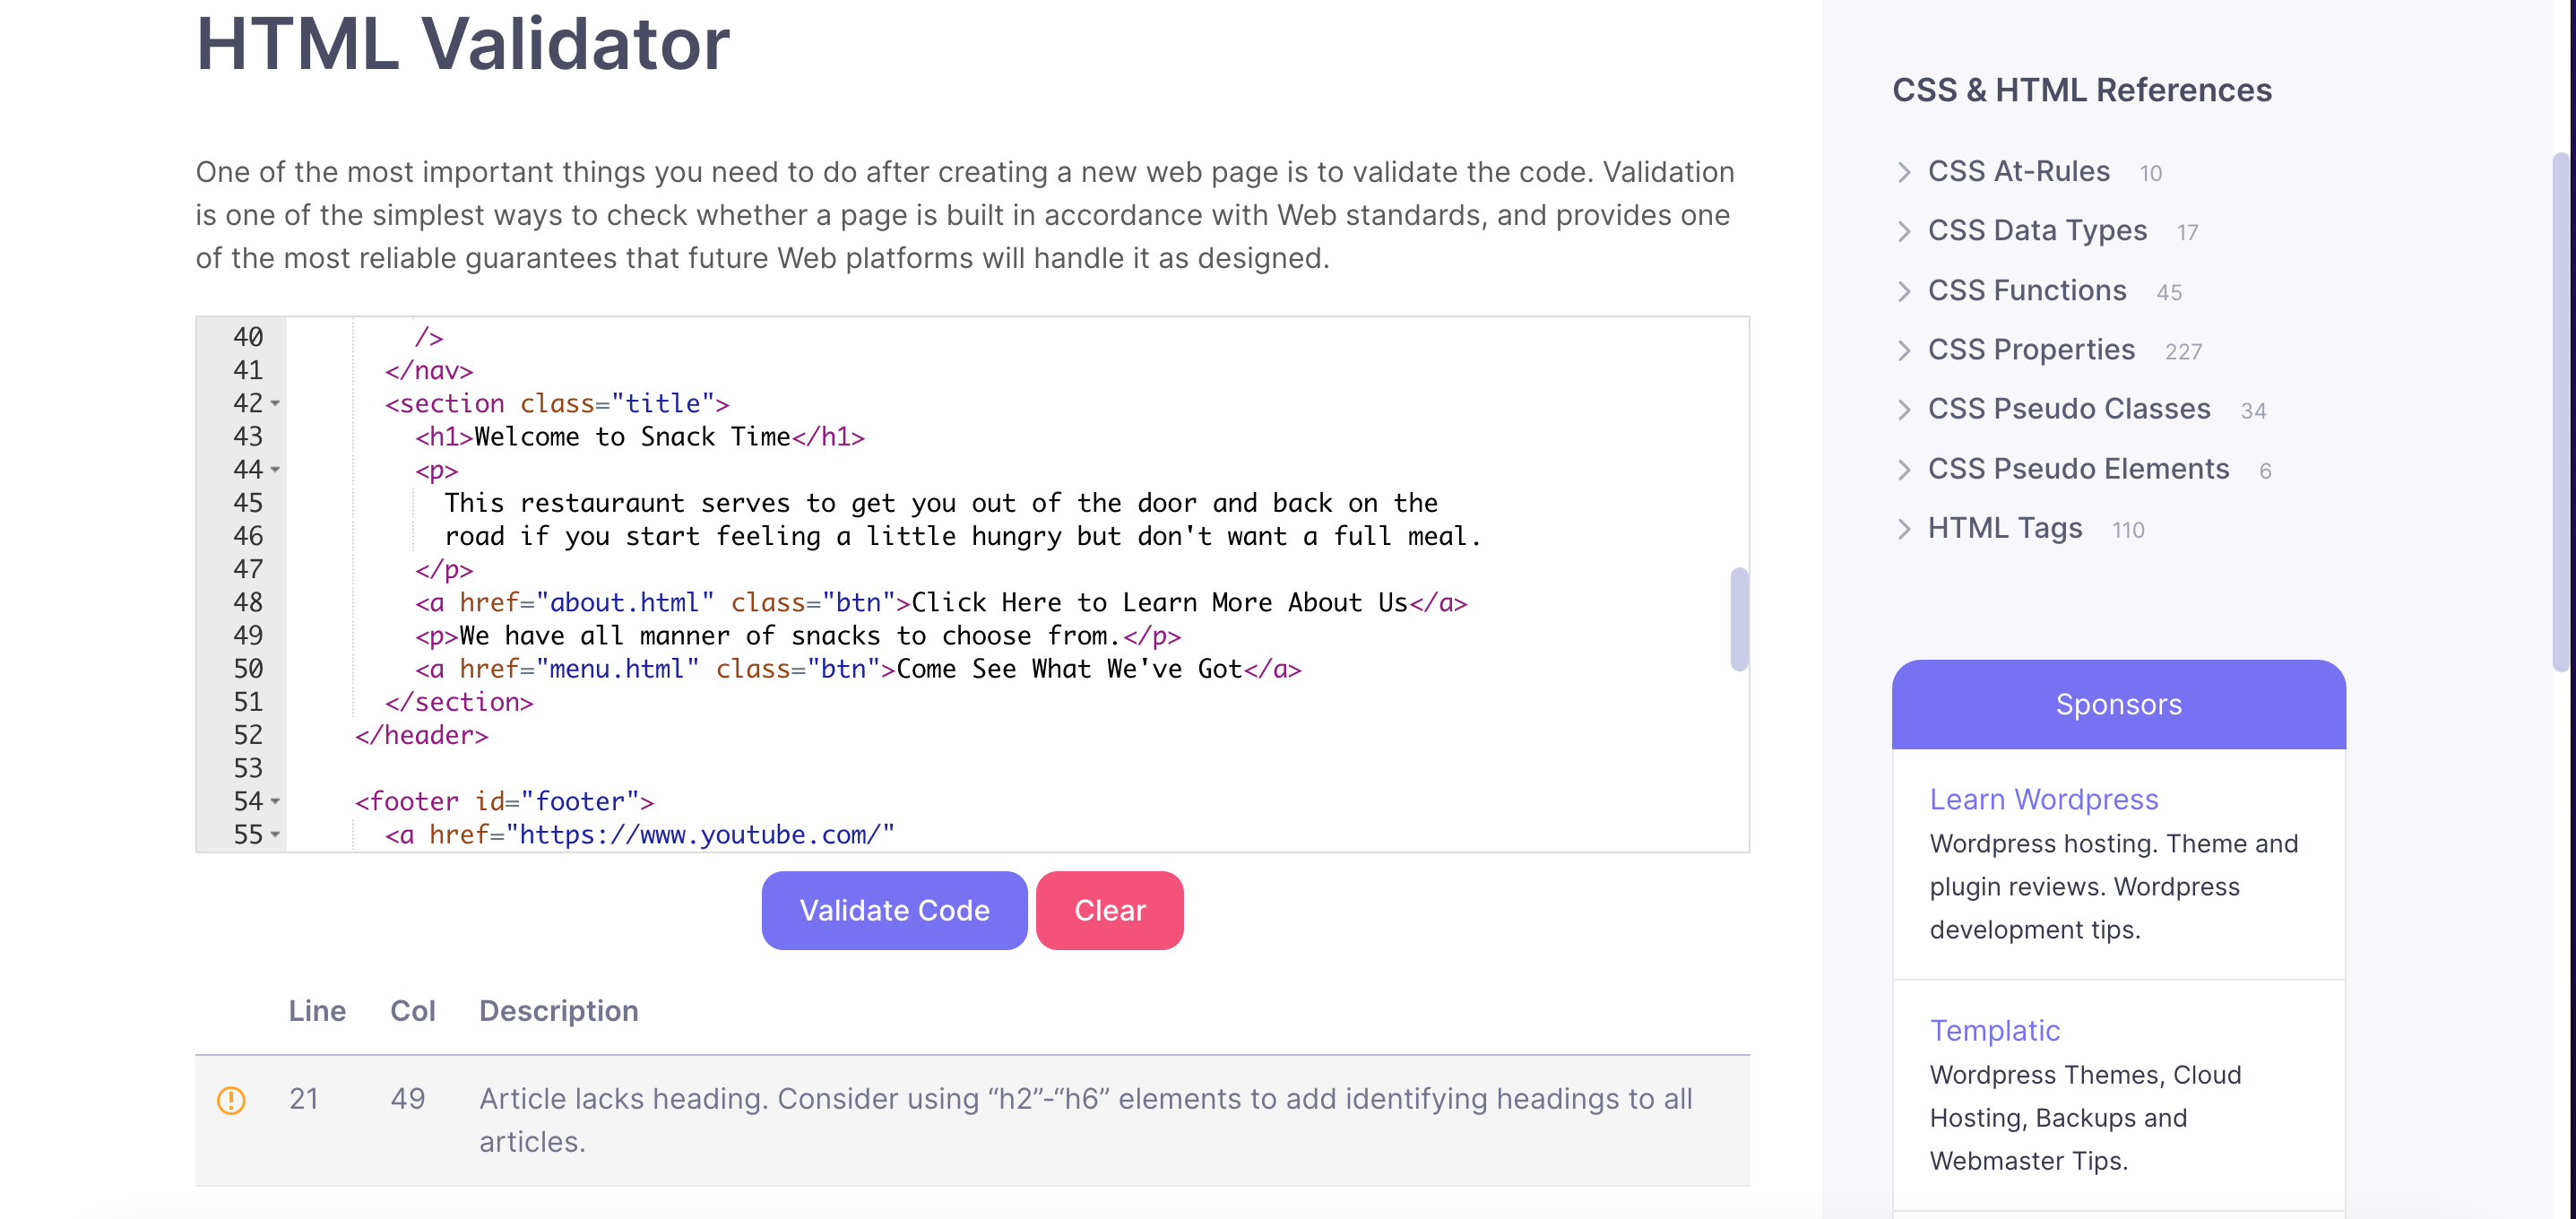 HTML Validator
One of the most important things you need to do after creating a new web page is to validate the code. Validation
is one of the simplest ways to check whether a page is built in accordance with Web standards, and provides one
of the most reliable guarantees that future Web platforms will handle it as designed.
40 />
41 </nav>
42 <section class="title">
43 <h1>Welcome to Snack Time</h1>
44 <p>
45 This restauraunt serves to get you out of the door and back on the
46 road if you start feeling a little hungry but don't want a full meal.
47 </p>
48 <a href="about.html" class="btn">Click Here to Learn More About Us</a>
49 <p>We have all manner of snacks to choose from.</p>
50 <a href="menu.html" class="btn">Come See What We've Got</a>
51 </section>
52 </header>
53
54 <footer id="footer">
55 <a href="https://www.youtube.com/"
Validate Code Clear
Line Col Description
21 49 Article lacks heading. Consider using “h2”-“h6” elements to add identifying headings to all
articles.
CSS & HTML References
CSS At-Rules 10
CSS Data Types 17
CSS Functions 45
CSS Properties 227
CSS Pseudo Classes 34
CSS Pseudo Elements 6
HTML Tags 110
Sponsors
Learn Wordpress
Wordpress hosting. Theme and
plugin reviews. Wordpress
development tips.
Templatic
Wordpress Themes, Cloud
Hosting, Backups and
Webmaster Tips.